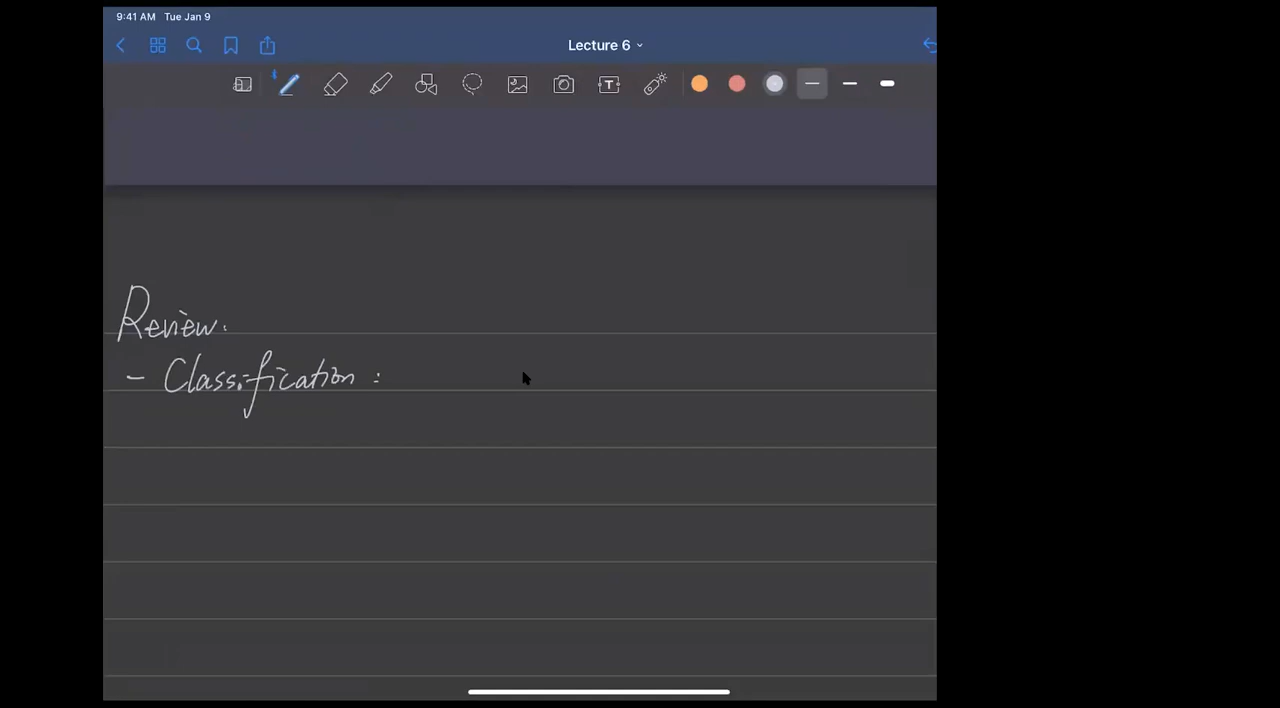 9:41 AM Tue Jan 9
Lecture 6
T
Review.
- Classification :